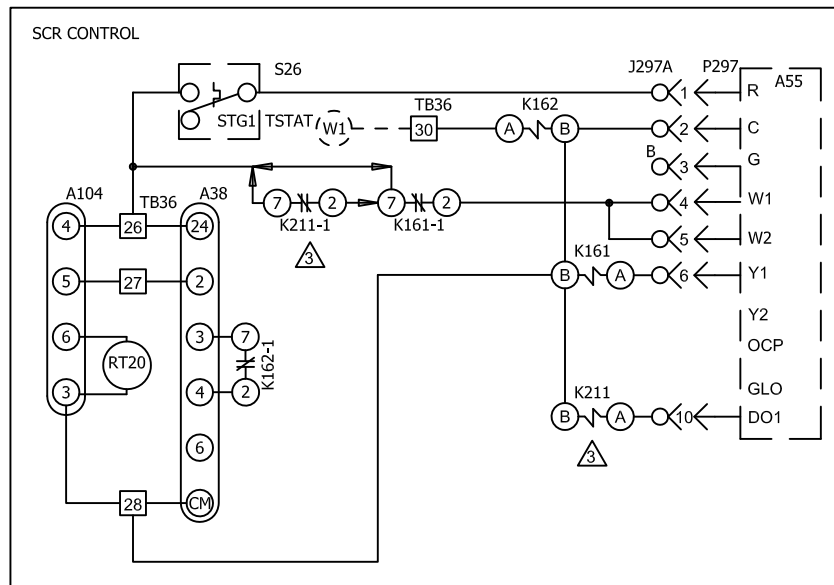 SCR CONTROL
S26
J297A P297
A55
STG1 TSTAT
W1
TB36
30
K162
A
B
1
R
2
C
B
3
G
4
W1
5
W2
6
Y1
Y2
OCP
GLO
10
DO1
7
2
K211-1
3
7
2
K161-1
K161
B
A
K211
B
A
3
A104
TB36
A38
4
26
24
5
27
2
6
RT20
3
7
K162-1
3
4
2
6
28
CM